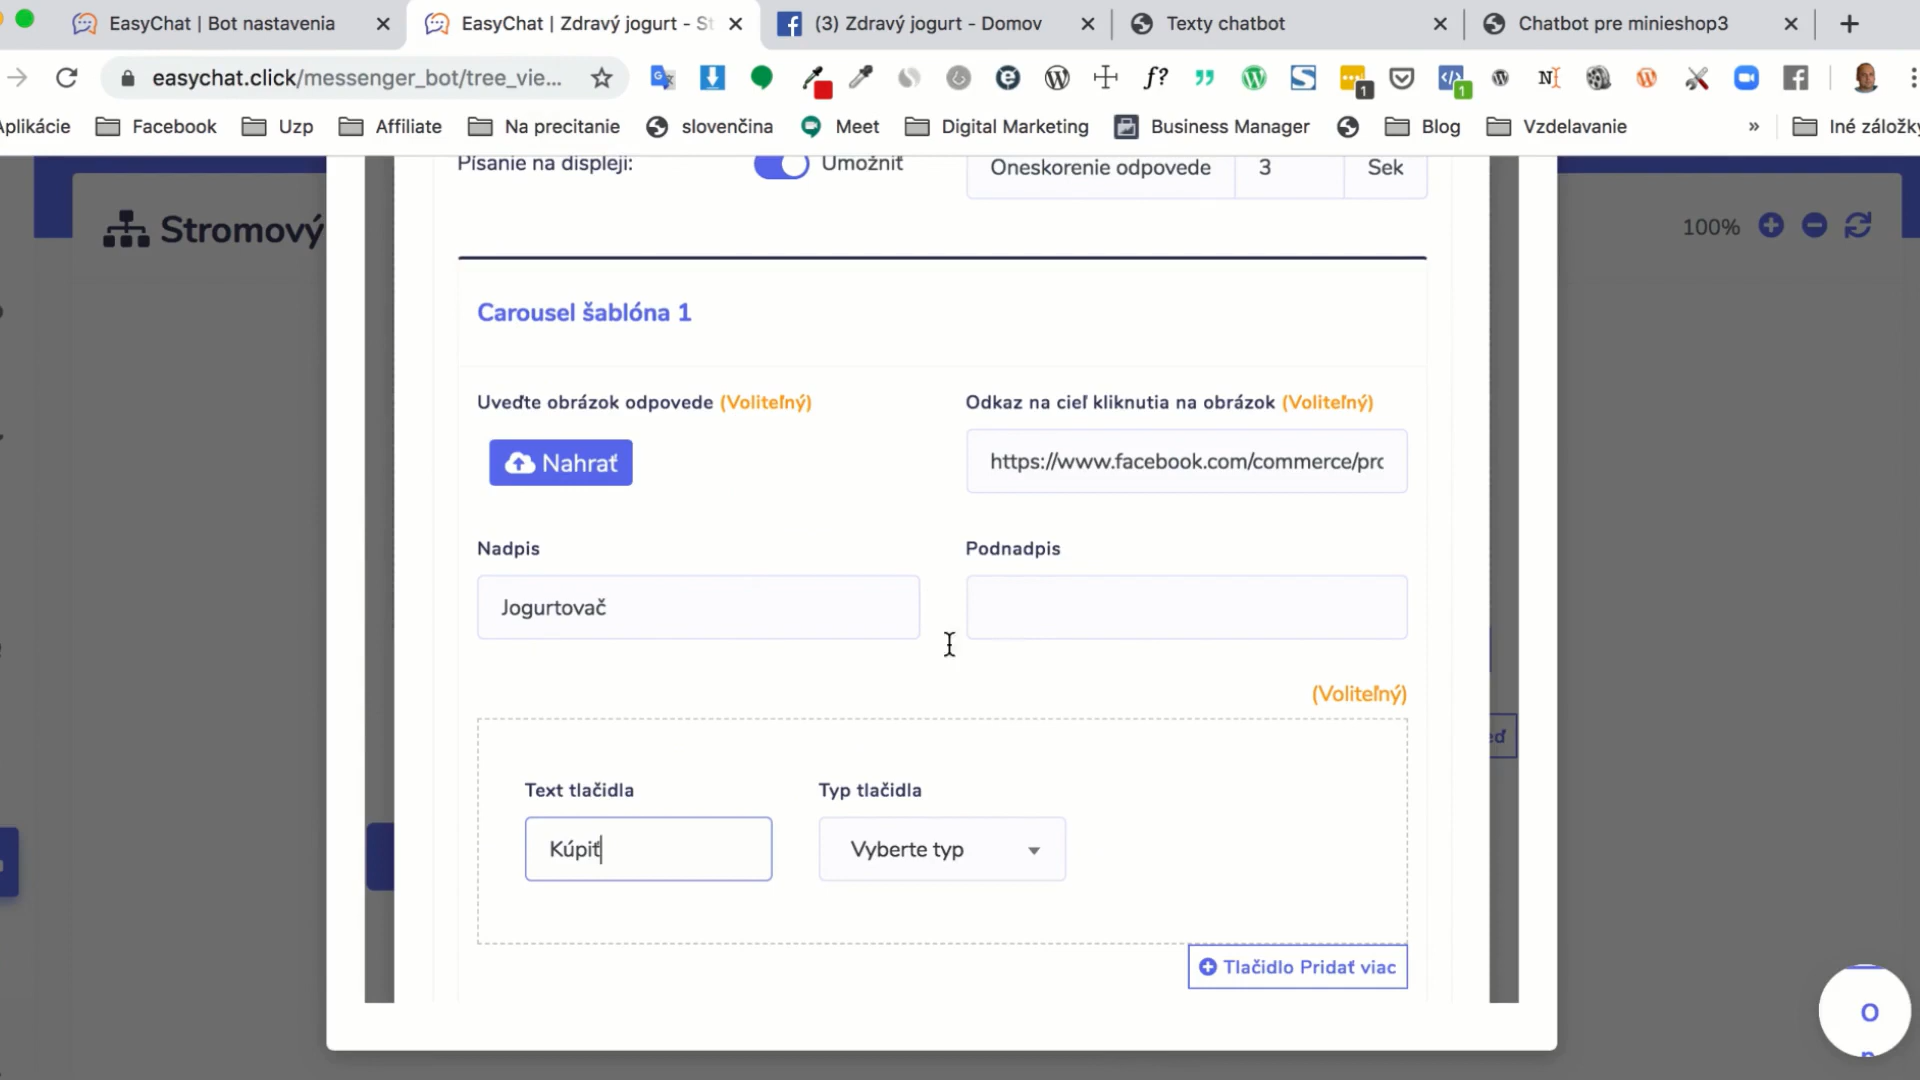 EasyChat | Bot nastavenia
EasyChat | Zdravý jogurt - St
(3) Zdravý jogurt - Domov
Texty chatbot
Chatbot pre minieshop3
easychat.click/messenger_bot/tree_vie...
plikácie
Facebook
Uzp
Affiliate
Na precitanie
slovenčina
Meet
Digital Marketing
Business Manager
Blog
Vzdelavanie
»
Iné záložky
Písanie na displeji:
Umožniť
Oneskorenie odpovede
3
Sek
Stromový
100%
Carousel šablóna 1
Uveďte obrázok odpovede (Voliteľný)
Odkaz na cieľ kliknutia na obrázok (Voliteľný)
Nahrať
https://www.facebook.com/commerce/prc
Nadpis
Podnadpis
Jogurtovač
(Voliteľný)
eď
Text tlačidla
Typ tlačidla
Kúpiť
Vyberte typ
Tlačidlo Pridať viac